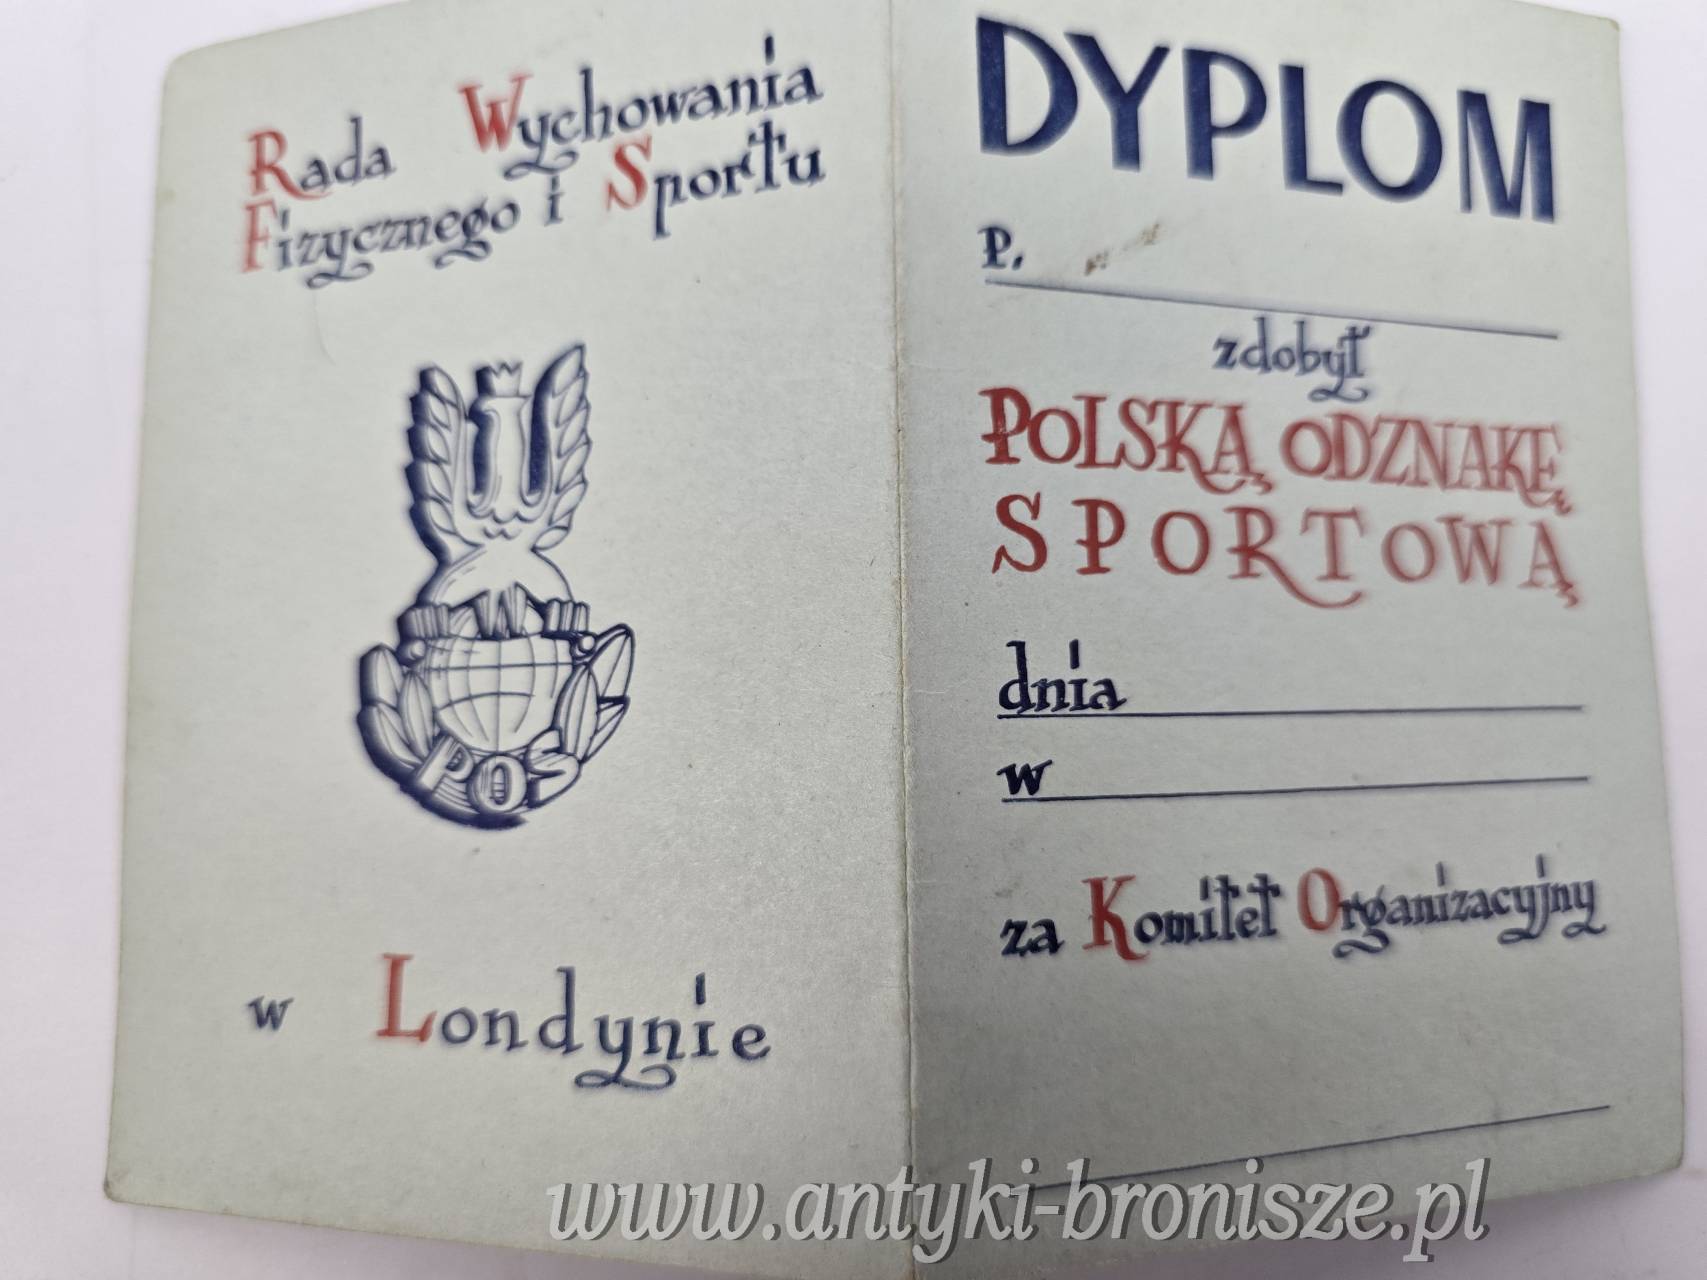 Rada Wychowania
Fizycznego i Sportu
W
POS
w Londynie
DYPLOM
P.
zdobył
POLSKĄ ODZNAKĘ
SPORTOWĄ
dnia
w
za Komitet Organizacyjny
www.antyki-bronisze.pl